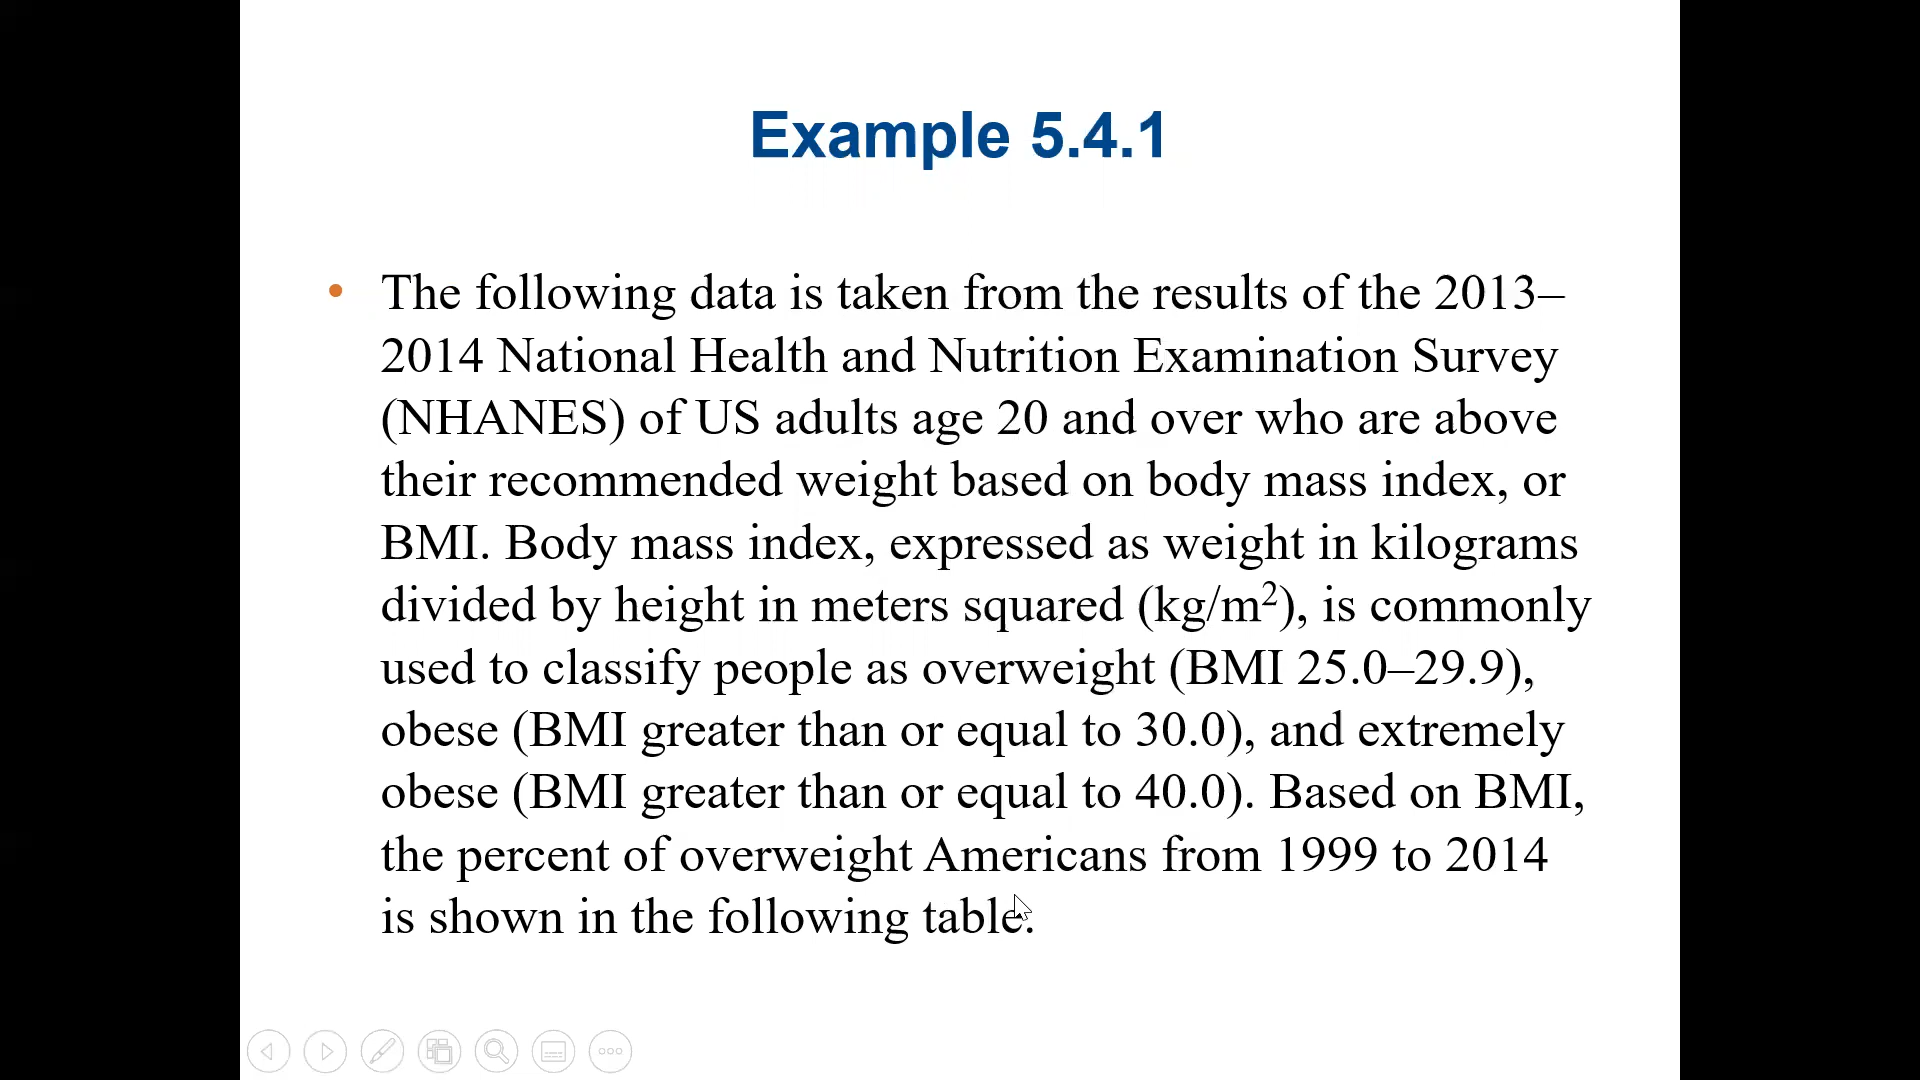 Example 5.4.1
• The following data is taken from the results of the 2013–
2014 National Health and Nutrition Examination Survey
(NHANES) of US adults age 20 and over who are above
their recommended weight based on body mass index, or
BMI. Body mass index, expressed as weight in kilograms
divided by height in meters squared (kg/m²), is commonly
used to classify people as overweight (BMI 25.0–29.9),
obese (BMI greater than or equal to 30.0), and extremely
obese (BMI greater than or equal to 40.0). Based on BMI,
the percent of overweight Americans from 1999 to 2014
is shown in the following table.